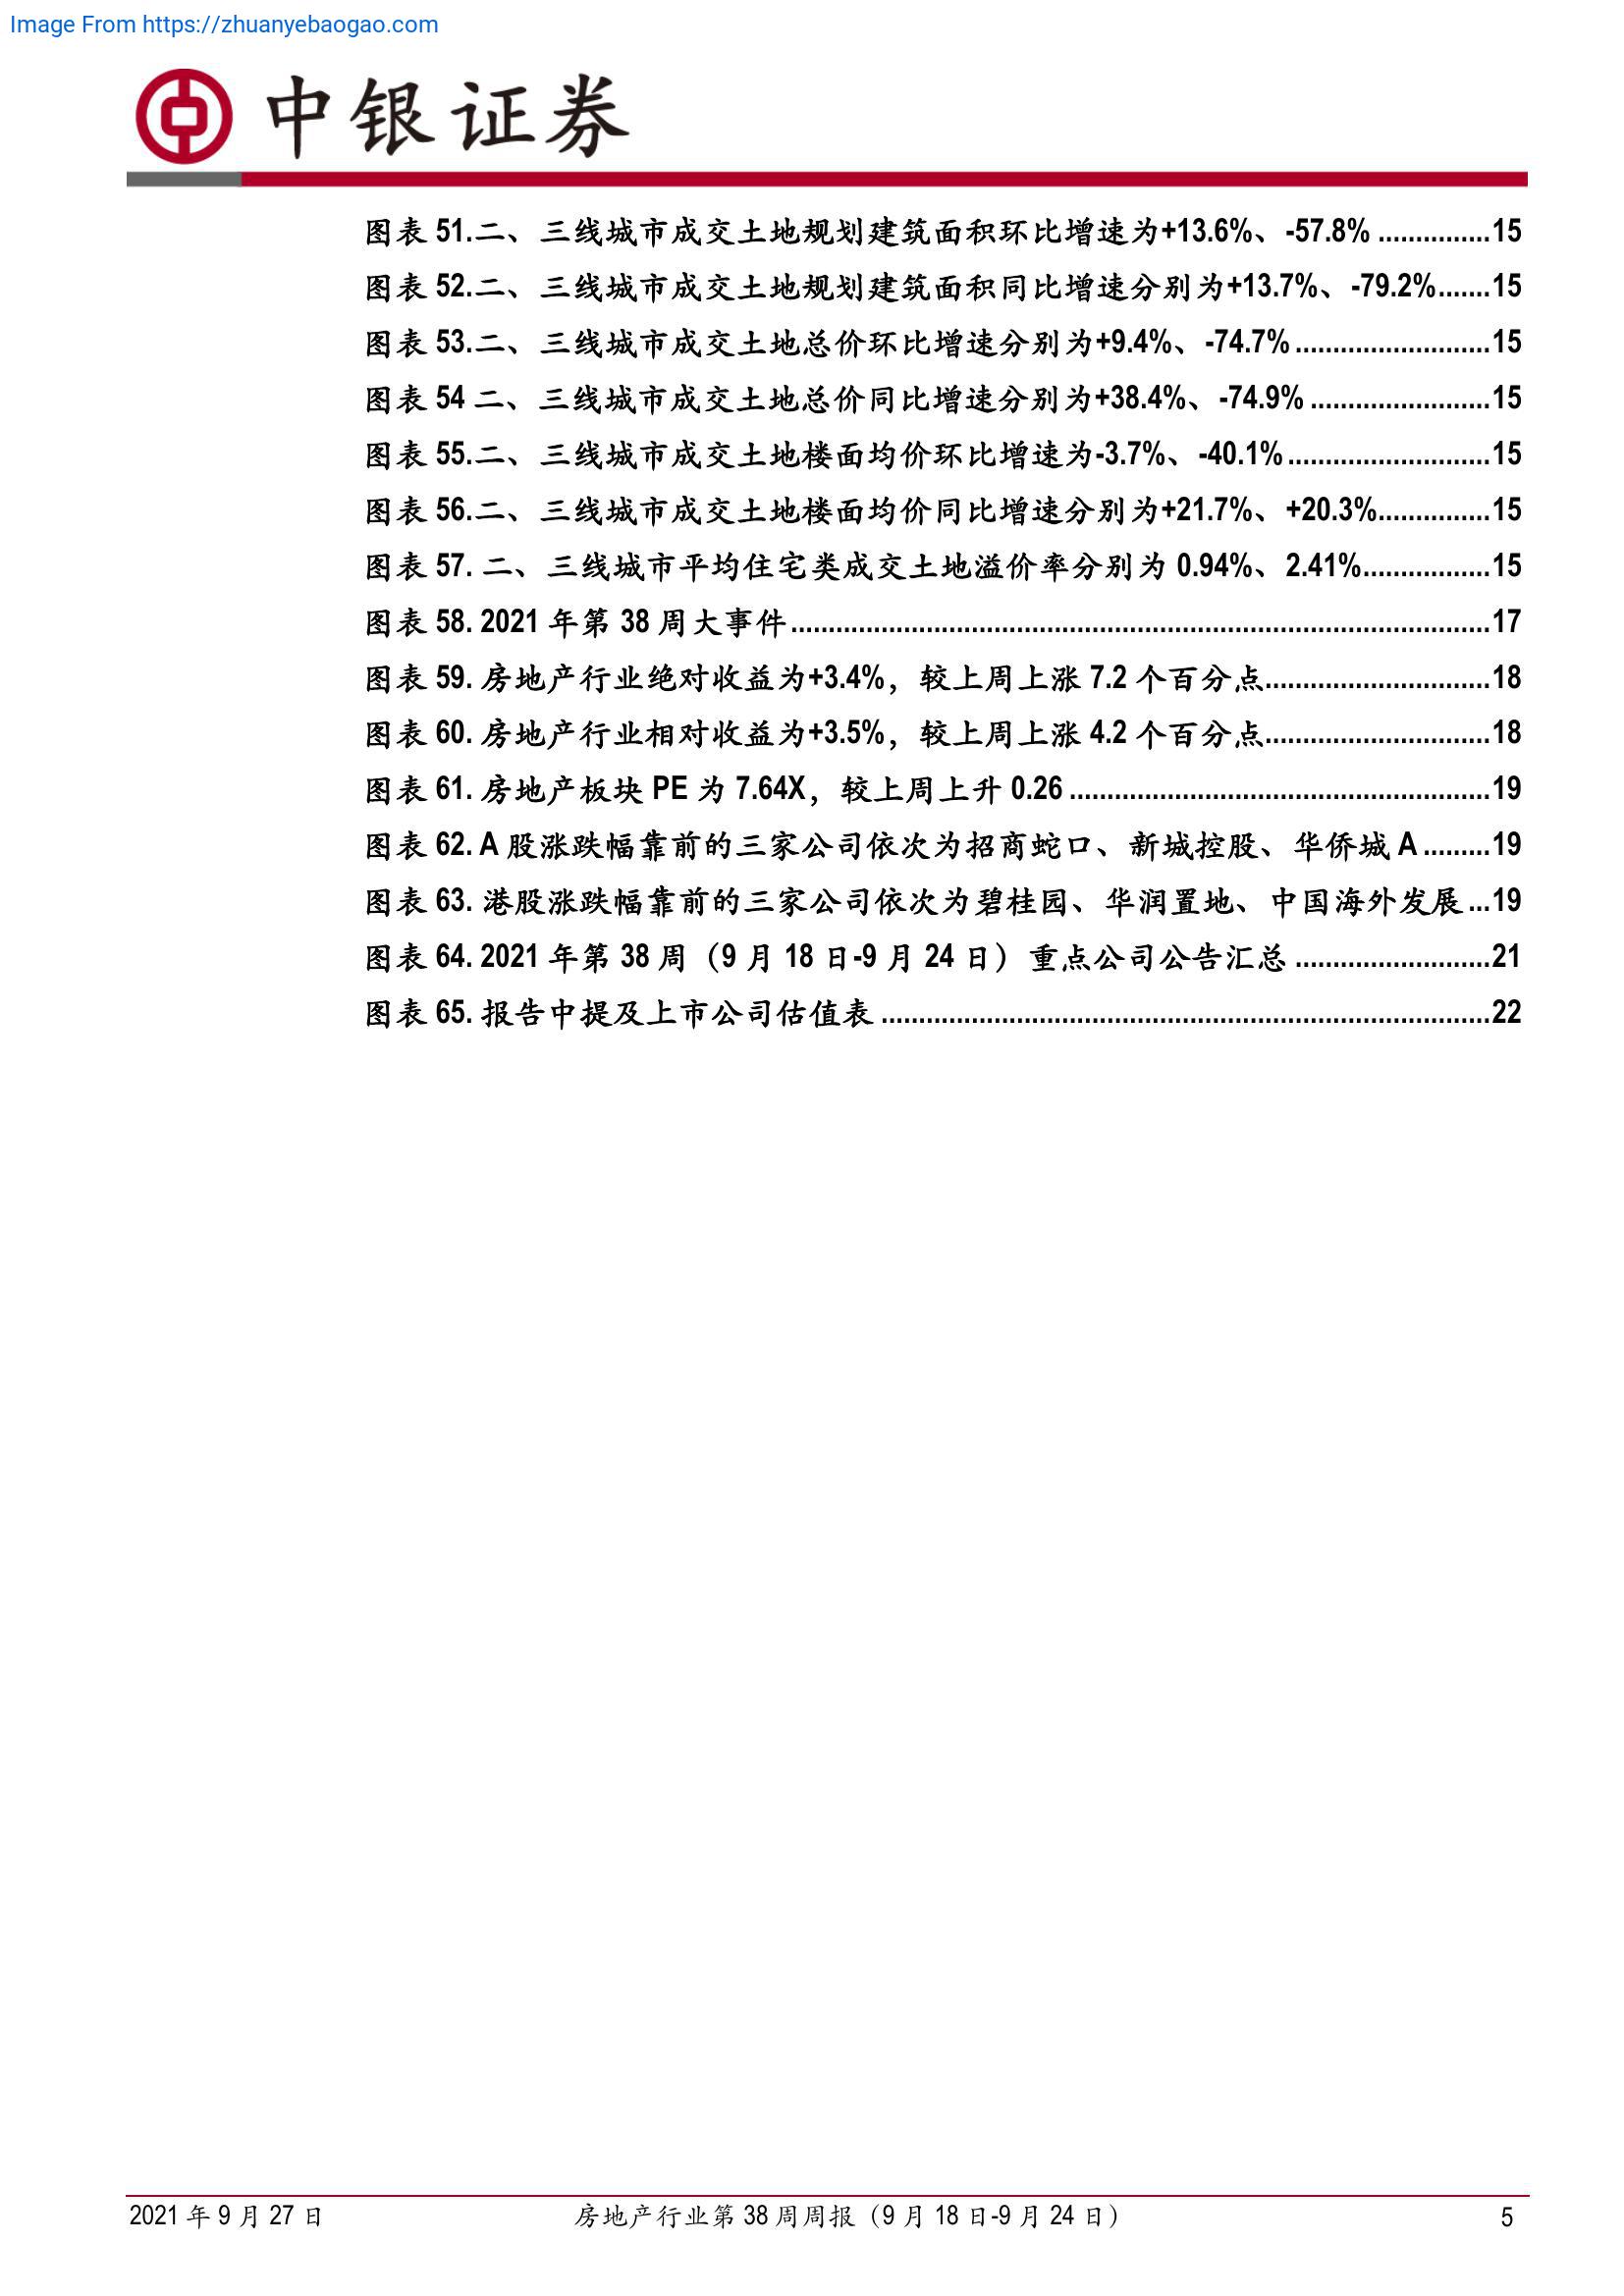 Image From https://zhuanyebaogao.com
中银证券
图表 51.二、三线城市成交土地规划建筑面积环比增速为+13.6%、-57.8% ...............15
图表 52.二、三线城市成交土地规划建筑面积同比增速分别为+13.7%、-79.2%.......15
图表 53.二、三线城市成交土地总价环比增速分别为+9.4%、-74.7% ..........................15
图表 54 二、三线城市成交土地总价同比增速分别为+38.4%、-74.9% ........................15
图表 55.二、三线城市成交土地楼面均价环比增速为-3.7%、-40.1% ...........................15
图表 56.二、三线城市成交土地楼面均价同比增速分别为+21.7%、+20.3%...............15
图表 57. 二、三线城市平均住宅类成交土地溢价率分别为 0.94%、2.41%.................15
图表 58. 2021 年第 38 周大事件..............................................................................................17
图表 59. 房地产行业绝对收益为+3.4%，较上周上涨 7.2 个百分点..............................18
图表 60. 房地产行业相对收益为+3.5%，较上周上涨 4.2 个百分点..............................18
图表 61. 房地产板块 PE 为 7.64X，较上周上升 0.26 ........................................................19
图表 62. A 股涨跌幅靠前的三家公司依次为招商蛇口、新城控股、华侨城 A .........19
图表 63. 港股涨跌幅靠前的三家公司依次为碧桂园、华润置地、中国海外发展 ...19
图表 64. 2021 年第 38 周（9 月 18 日-9 月 24 日）重点公司公告汇总 ..........................21
图表 65. 报告中提及上市公司估值表 .................................................................................22
2021 年 9 月 27 日
房地产行业第 38 周周报（9 月 18 日-9 月 24 日）
5